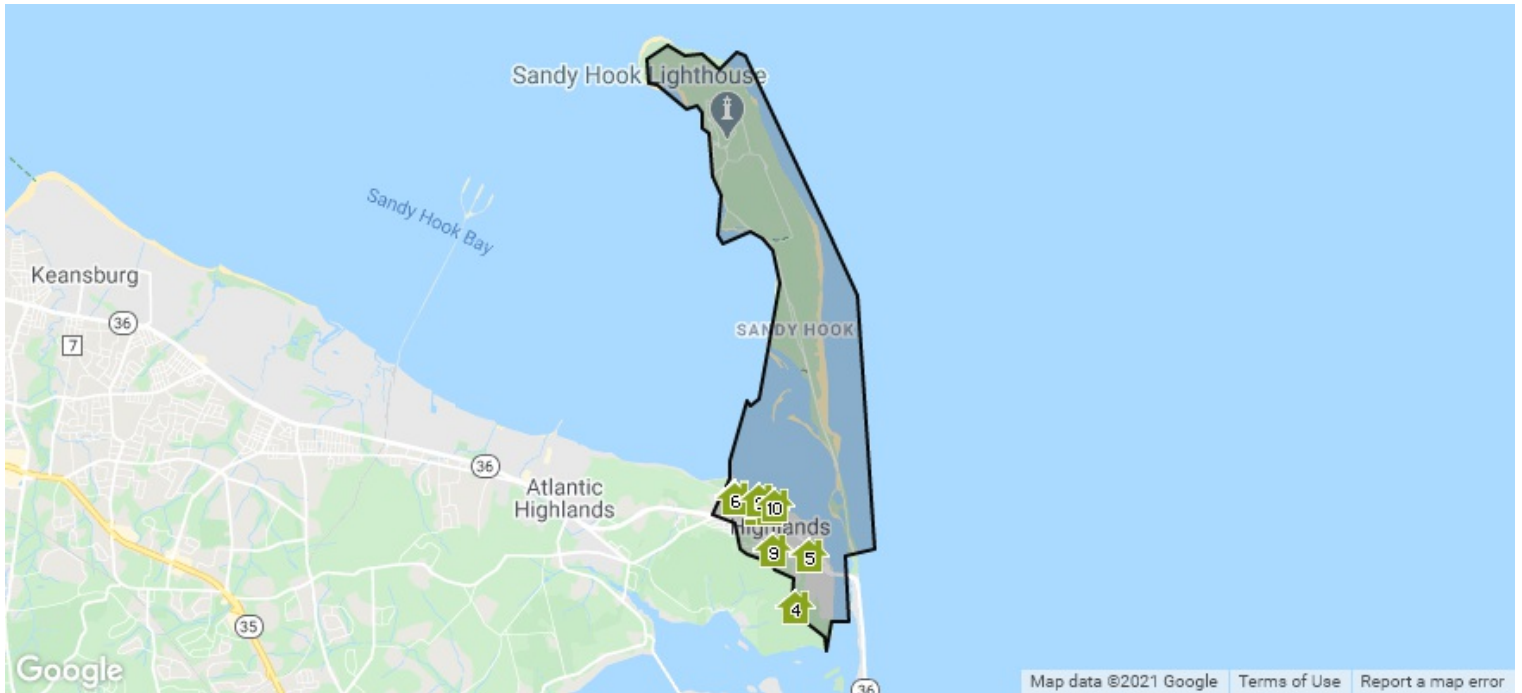 Sandy Hook Lighthouse
Sandy Hook Bay
Keansburg
36
7
SANDY HOOK
36
Atlantic
Highlands
6
10
Highlands
9
5
4
35
36
Google
Map data ©2021 Google
Terms of Use
Report a map error